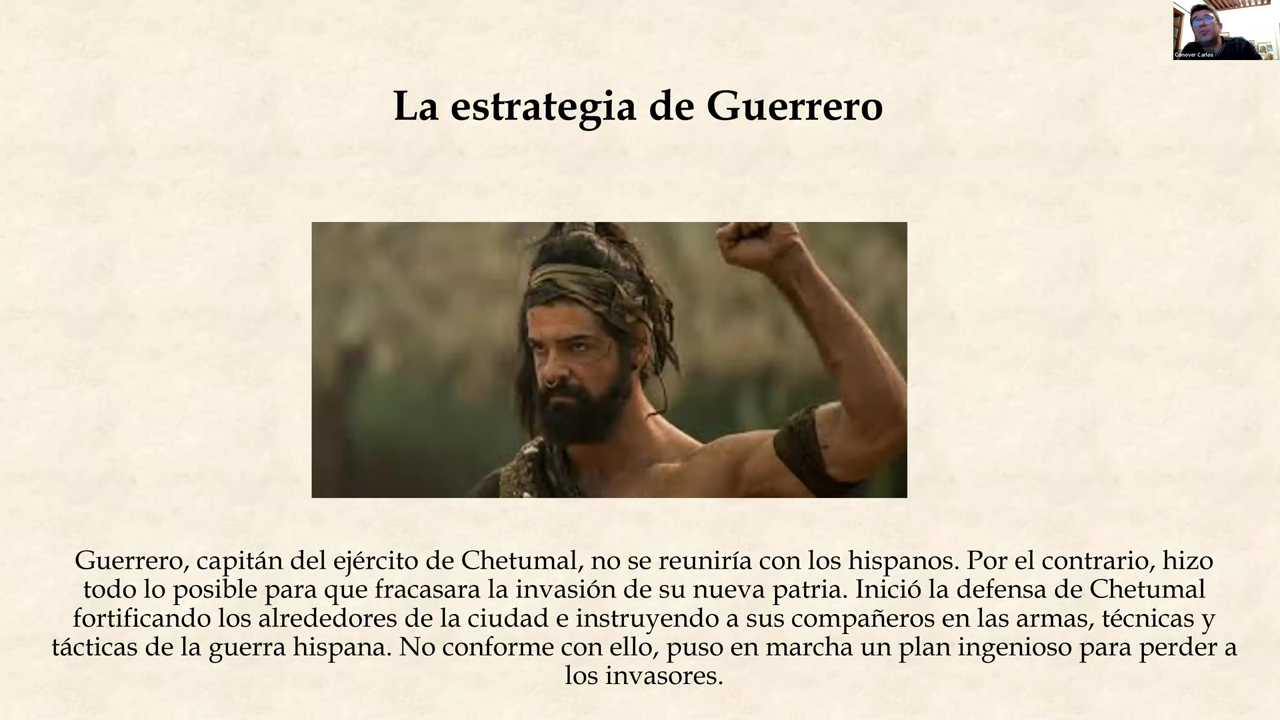 Conover Carlos
La estrategia de Guerrero
Guerrero, capitán del ejército de Chetumal, no se reuniría con los hispanos. Por el contrario, hizo
todo lo posible para que fracasara la invasión de su nueva patria. Inició la defensa de Chetumal
fortificando los alrededores de la ciudad e instruyendo a sus compañeros en las armas, técnicas y
tácticas de la guerra hispana. No conforme con ello, puso en marcha un plan ingenioso para perder a
los invasores.